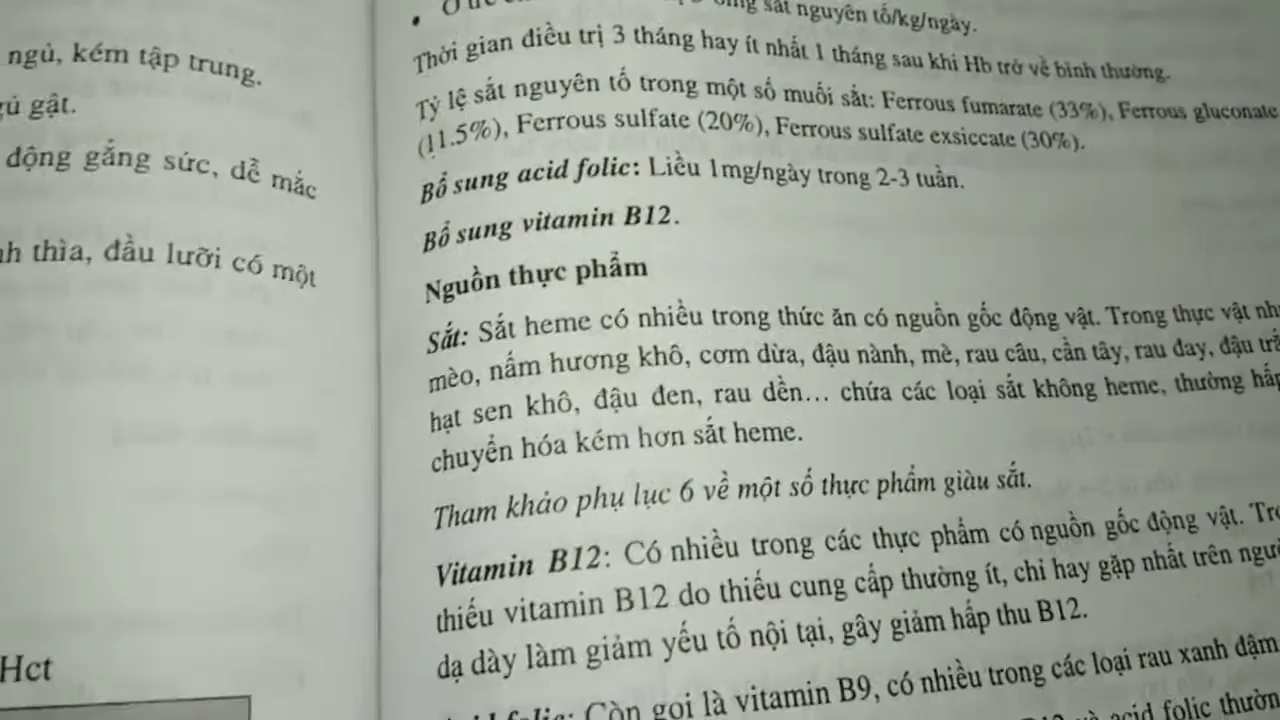 ngủ, kém tập trung.
gật.
động gắng sức, dễ mắc
thìa, đầu lưỡi có một
Hct
sắt nguyên tố/kg/ngày.
Thời gian điều trị 3 tháng hay ít nhất 1 tháng sau khi Hb trở về bình thường.
Tỷ lệ sắt nguyên tố trong một số muối sắt: Ferrous fumarate (33%), Ferrous gluconate
(11.5%), Ferrous sulfate (20%), Ferrous sulfate exsiccate (30%).
Bổ sung acid folic: Liều 1mg/ngày trong 2-3 tuần.
Bổ sung vitamin B12.
Nguồn thực phẩm
Sắt: Sắt heme có nhiều trong thức ăn có nguồn gốc động vật. Trong thực vật
mèo, nấm hương khô, cơm dừa, đậu nành, mè, rau câu, cần tây, rau đay, đậu
hạt sen khô, đậu đen, rau dền... chứa các loại sắt không heme, thường
chuyển hóa kém hơn sắt heme.
Tham khảo phụ lục 6 về một số thực phẩm giàu sắt.
Vitamin B12: Có nhiều trong các thực phẩm có nguồn gốc động vật.
thiếu vitamin B12 do thiếu cung cấp thường ít, chỉ hay gặp nhất trên
dạ dày làm giảm yếu tố nội tại, gây giảm hấp thu B12.
folic: Còn gọi là vitamin B9, có nhiều trong các loại rau xanh đậm
acid folic